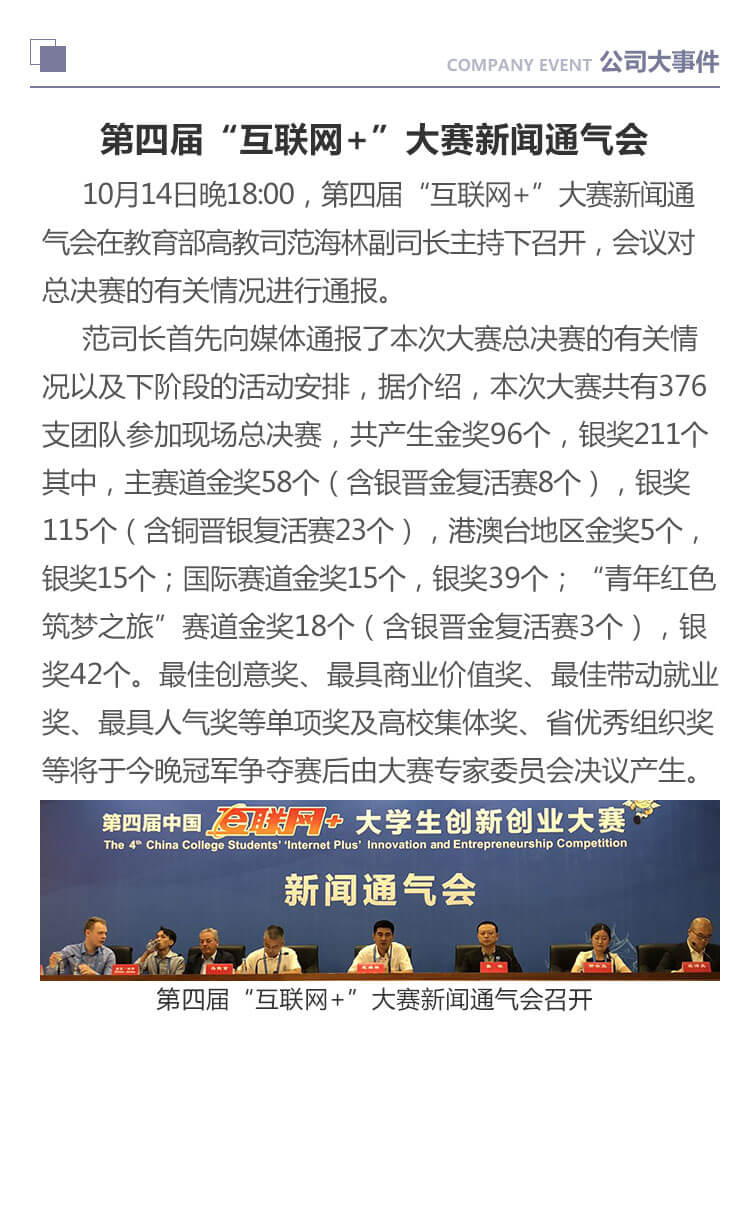 COMPANY EVENT 公司大事件
第四届“互联网+”大赛新闻通气会
10月14日晚18:00，第四届“互联网+”大赛新闻通
气会在教育部高教司范海林副司长主持下召开，会议对
总决赛的有关情况进行通报。
范司长首先向媒体通报了本次大赛总决赛的有关情
况以及下阶段的活动安排，据介绍，本次大赛共有376
支团队参加现场总决赛，共产生金奖96个，银奖211个
其中，主赛道金奖58个（含银晋金复活赛8个），银奖
115个（含铜晋银复活赛23个），港澳台地区金奖5个，
银奖15个；国际赛道金奖15个，银奖39个；“青年红色
筑梦之旅”赛道金奖18个（含银晋金复活赛3个），银
奖42个。最佳创意奖、最具商业价值奖、最佳带动就业
奖、最具人气奖等单项奖及高校集体奖、省优秀组织奖
等将于今晚冠军争夺赛后由大赛专家委员会决议产生。
第四届中国 互联网+ 大学生创新创业大赛
The 4th China College Students' 'Internet Plus' Innovation and Entrepreneurship Competition
新闻通气会
第四届“互联网+”大赛新闻通气会召开